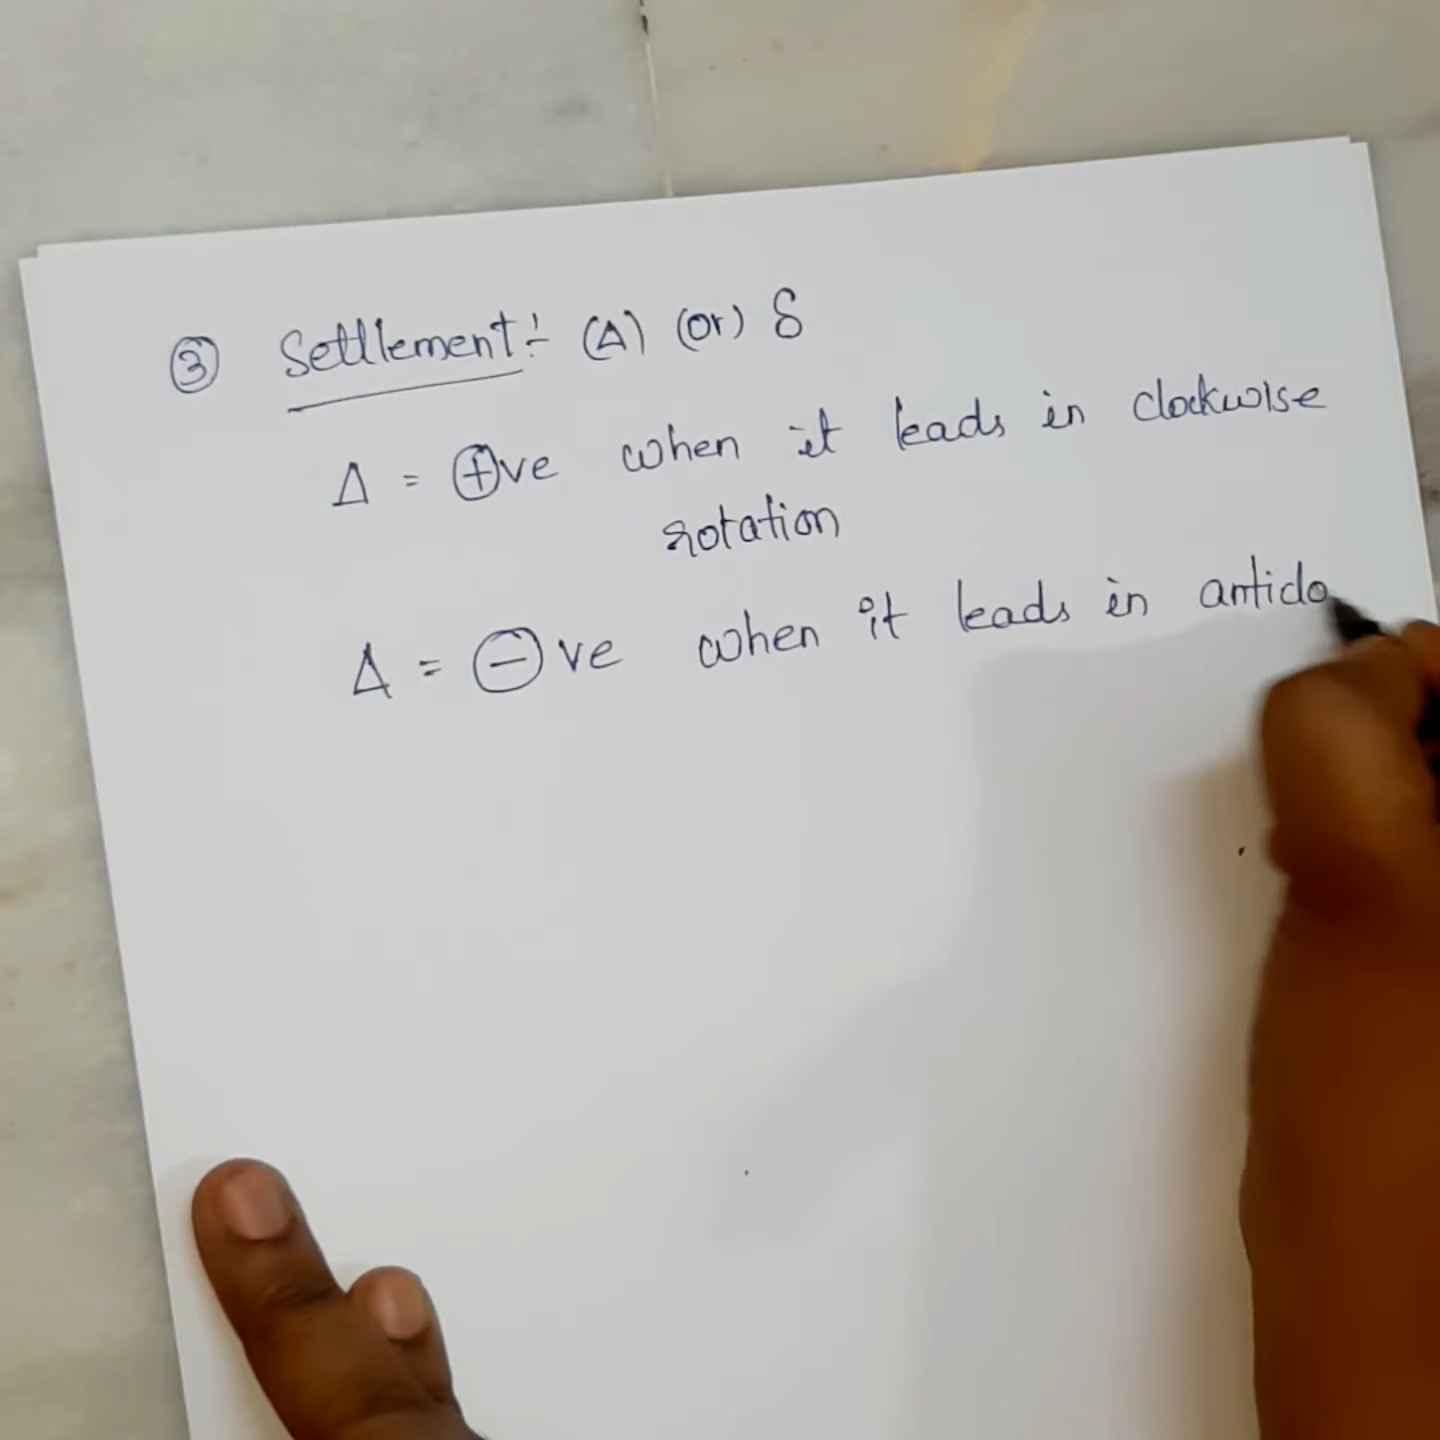 ③ Settlement:- (Δ) (or) δ
Δ = ⊕ve when it leads in clockwise
rotation
Δ = ⊖ve when it leads in anticlo